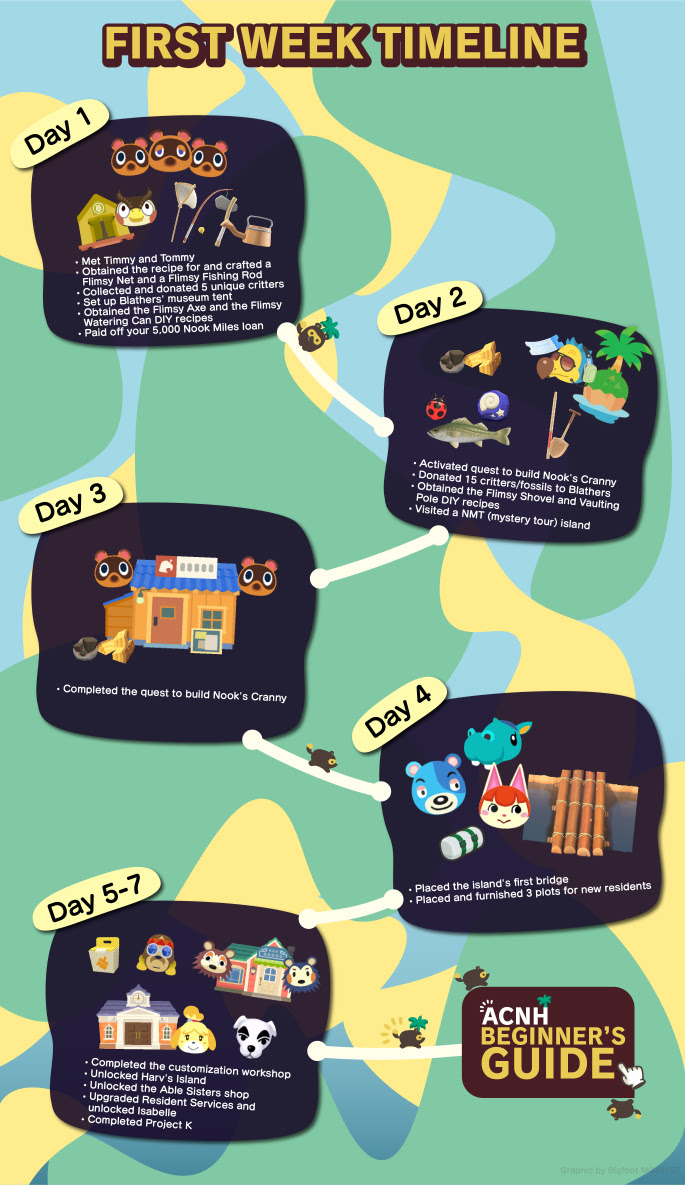 FIRST WEEK TIMELINE
Day 1
• Met Timmy and Tommy
• Obtained the recipe for and crafted a
Flimsy Net and a Flimsy Fishing Rod
• Collected and donated 5 unique critters
• Set up Blathers' museum tent
• Obtained the Flimsy Axe and the Flimsy
Watering Can DIY recipes
• Paid off your 5,000 Nook Miles loan
Day 2
• Activated quest to build Nook's Cranny
• Donated 15 critters/fossils to Blathers
• Obtained the Flimsy Shovel and Vaulting
Pole DIY recipes
• Visited a NMT (mystery tour) island
Day 3
• Completed the quest to build Nook's Cranny
Day 4
• Placed the island's first bridge
• Placed and furnished 3 plots for new residents
Day 5-7
• Completed the customization workshop
• Unlocked Harv's Island
• Unlocked the Able Sisters shop
• Upgraded Resident Services and
unlocked Isabelle
• Completed Project K
ACNH
BEGINNER'S
GUIDE
Graphic by Bigfoot